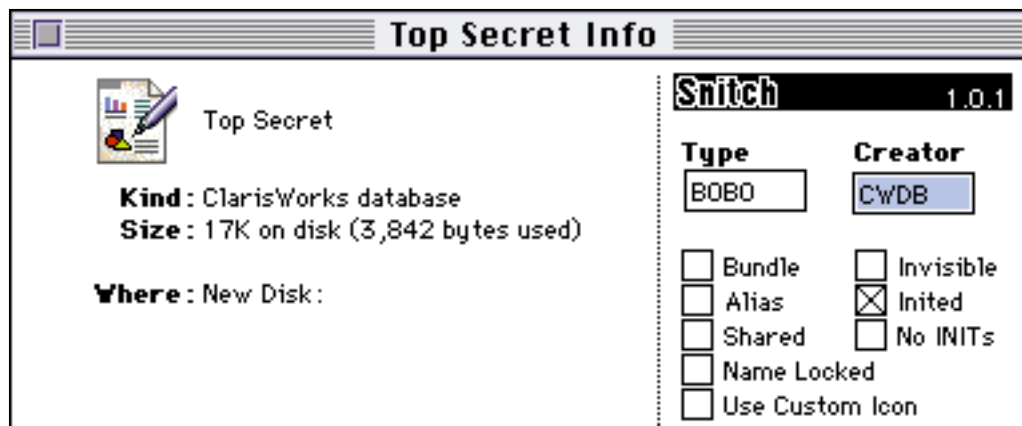 Top Secret Info
Top Secret
Kind: ClarisWorks database
Size: 17K on disk (3,842 bytes used)
Where: New Disk:
Snitch 1.0.1
Type Creator
BOBO CWDB
Bundle Invisible
Alias Inited
Shared No INITs
Name Locked
Use Custom Icon